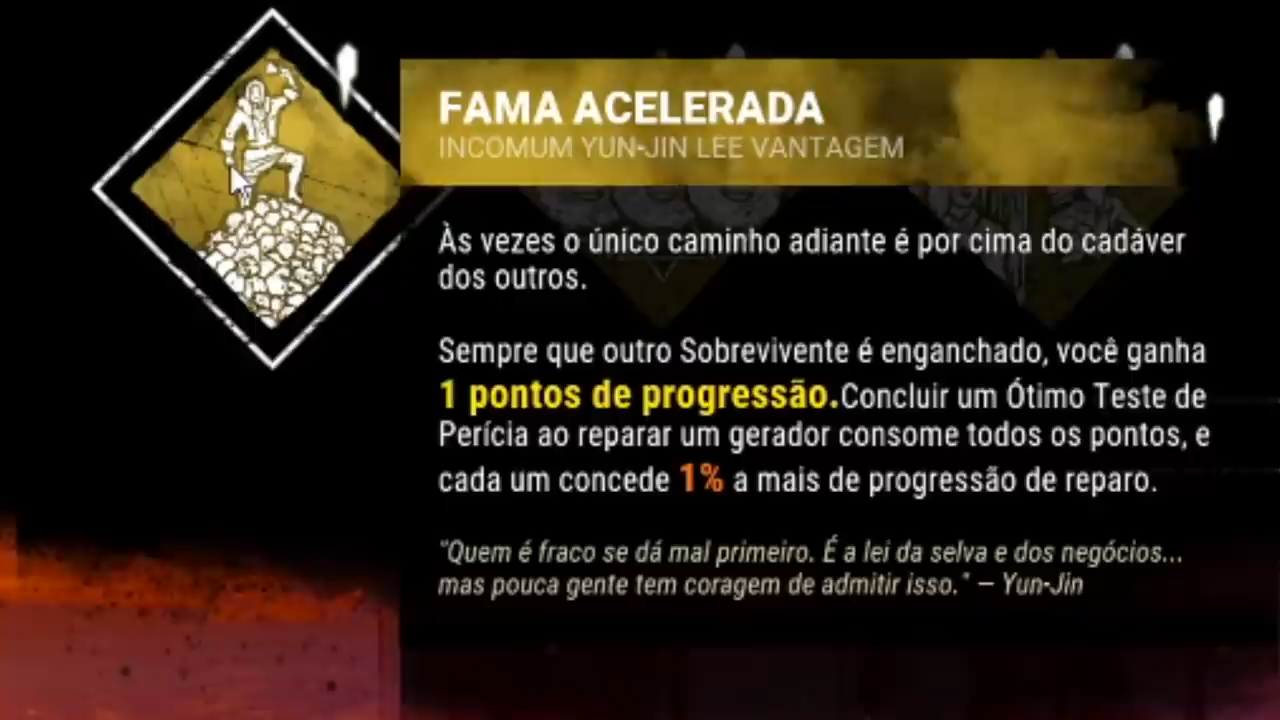 FAMA ACELERADA
INCOMUM YUN-JIN LEE VANTAGEM
Às vezes o único caminho adiante é por cima do cadáver
dos outros.
Sempre que outro Sobrevivente é enganchado, você ganha
1 pontos de progressão.Concluir um Ótimo Teste de
Perícia ao reparar um gerador consome todos os pontos, e
cada um concede 1% a mais de progressão de reparo.
"Quem é fraco se dá mal primeiro. É a lei da selva e dos negócios...
mas pouca gente tem coragem de admitir isso." — Yun-Jin